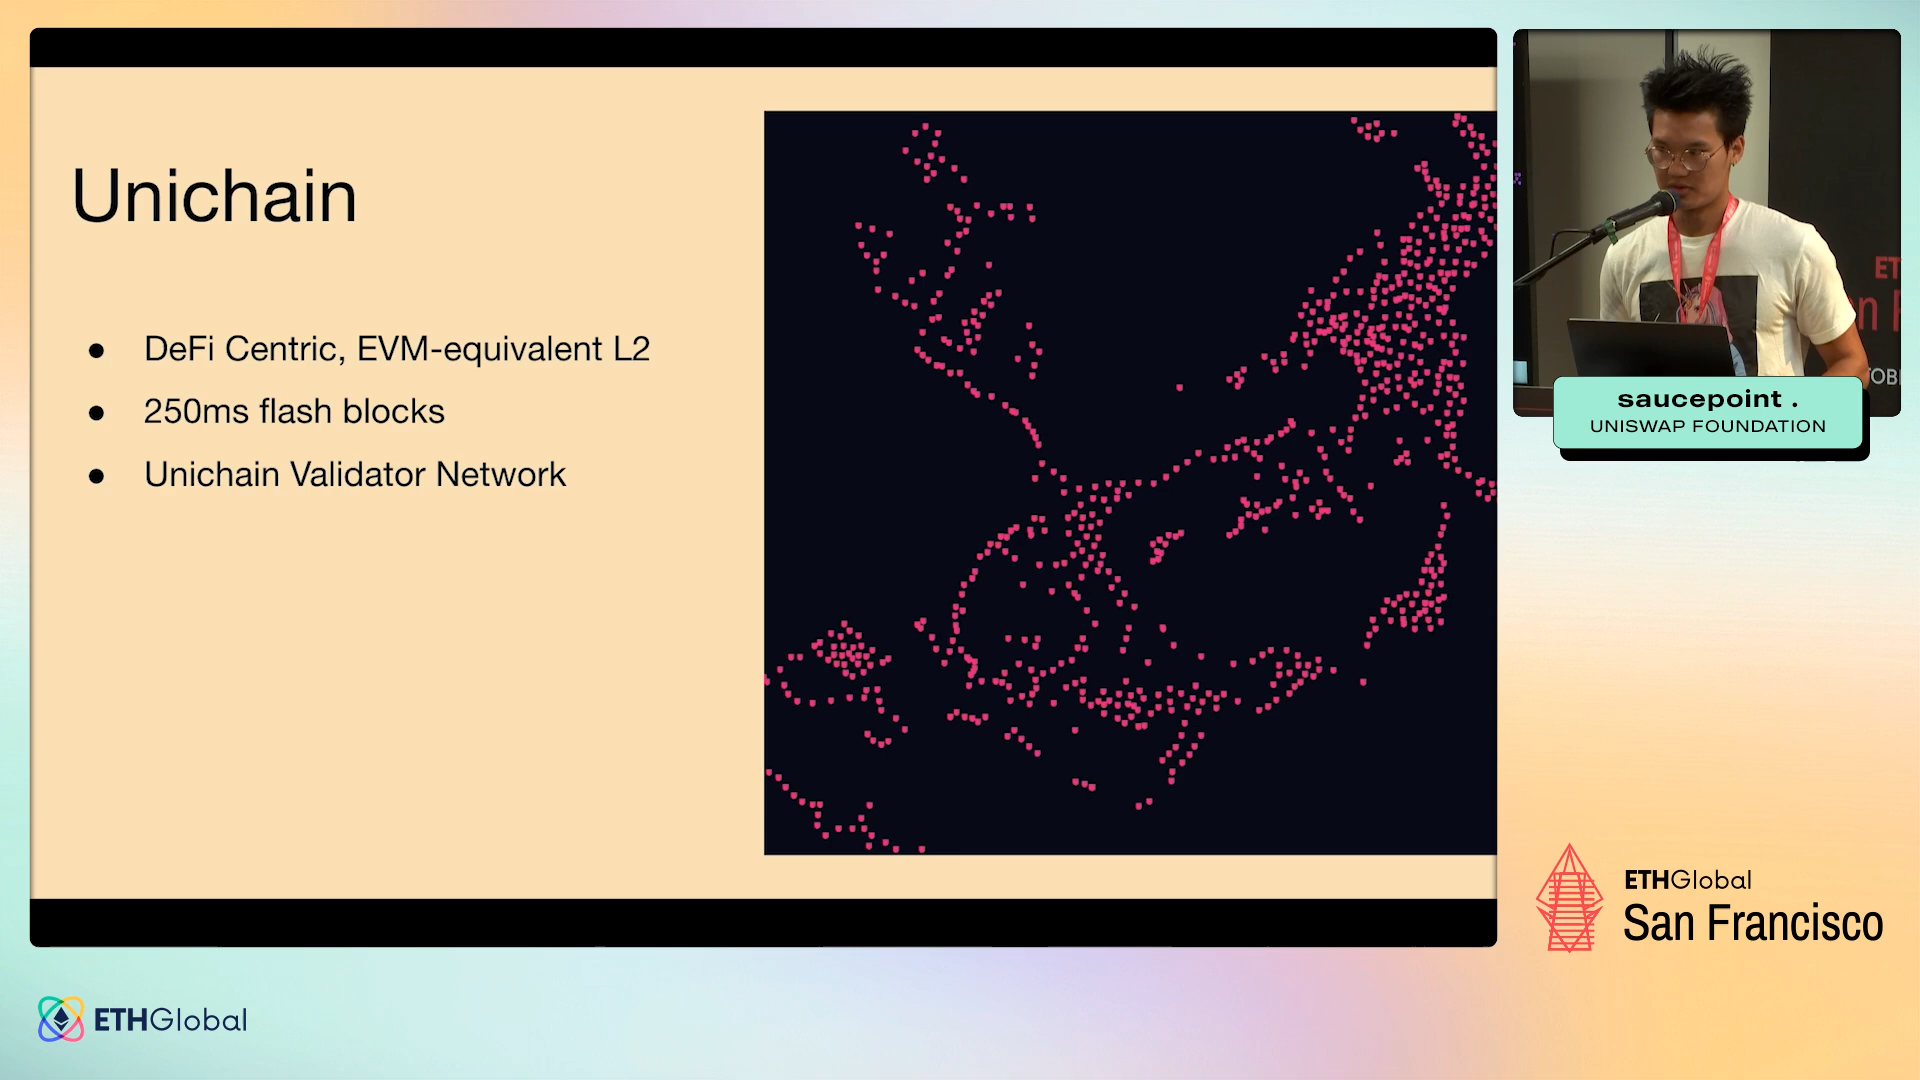 Unichain
● DeFi Centric, EVM-equivalent L2
● 250ms flash blocks
● Unichain Validator Network
saucepoint .
UNISWAP FOUNDATION
ETHGlobal
San Francisco
ETHGlobal